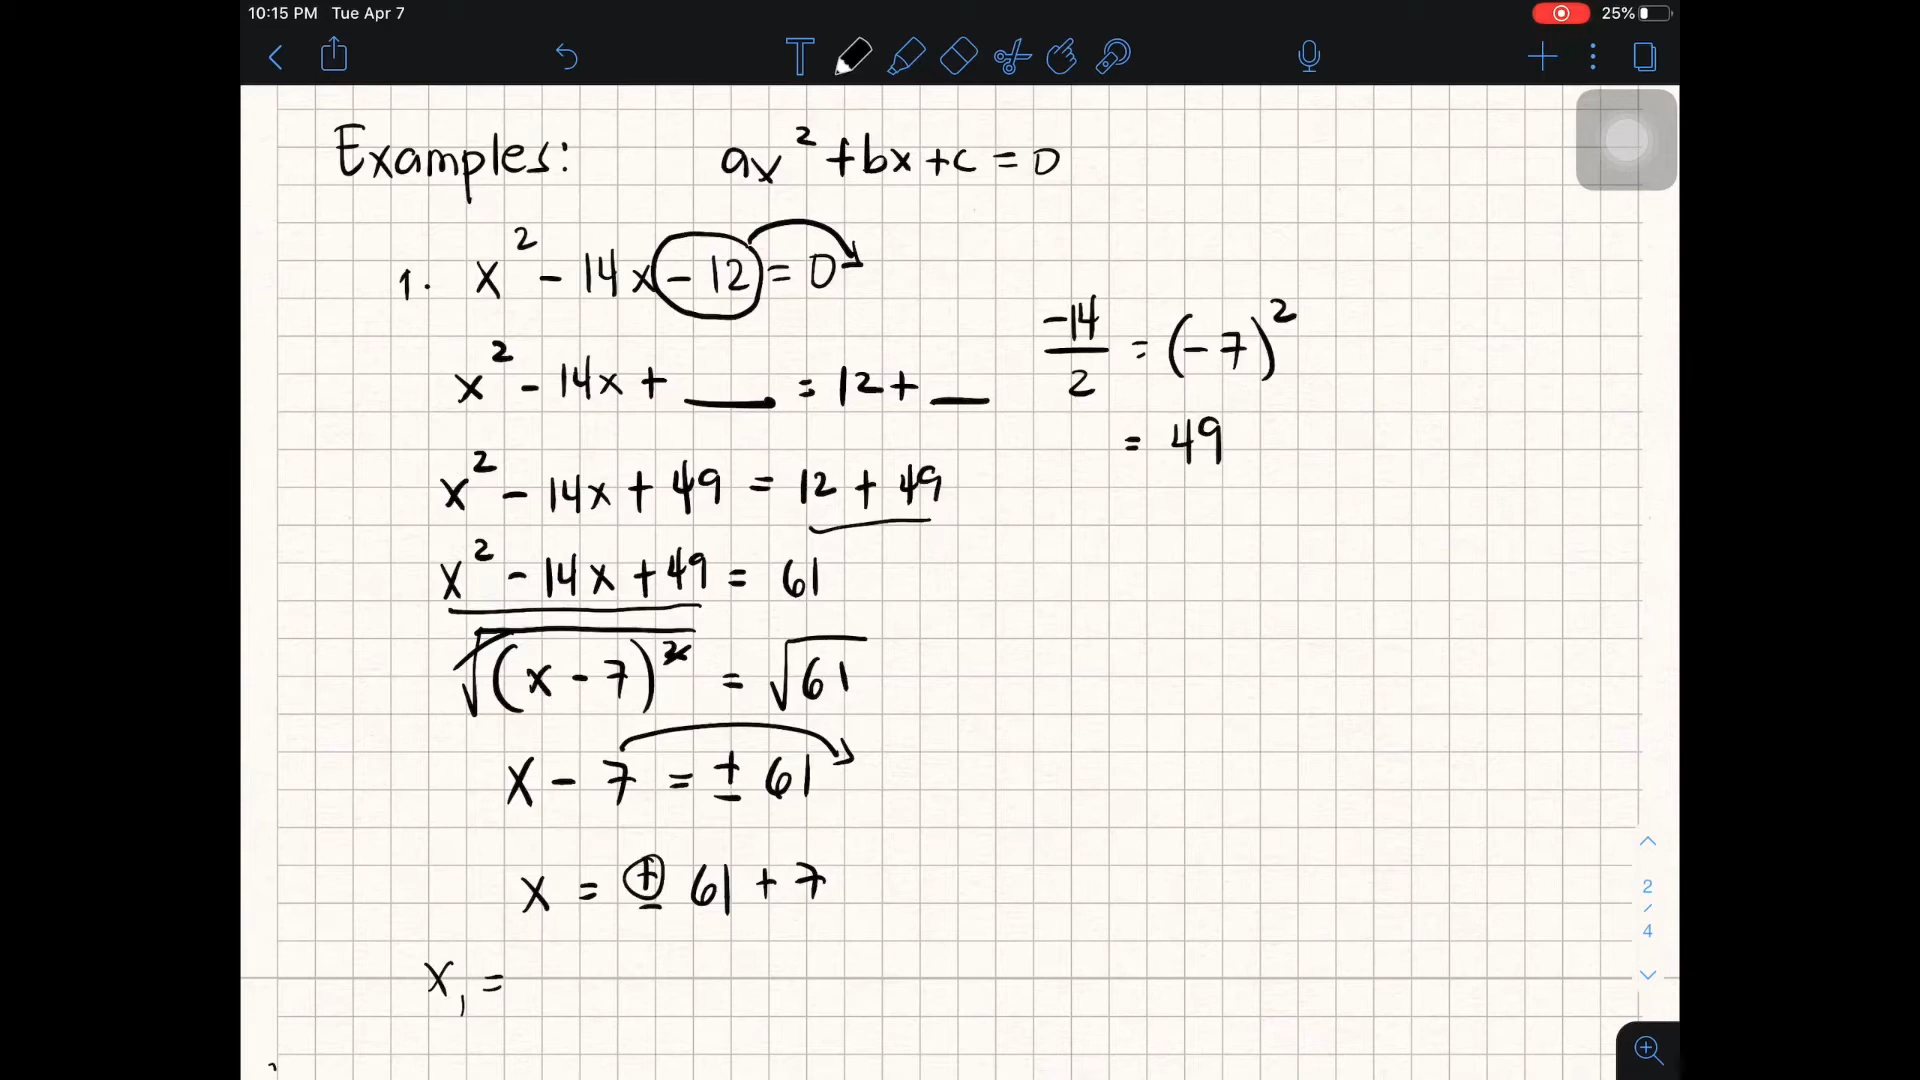 10:15 PM Tue Apr 7
25%
T
Examples: ax² + bx + c = 0
1. x² - 14x - 12 = 0
x² - 14x + ___ = 12 + ___
-14/2 = (-7)²
= 49
x² - 14x + 49 = 12 + 49
x² - 14x + 49 = 61
√(x - 7)² = √61
x - 7 = ± 61
x = ± 61 + 7
x₁ =
2 / 4